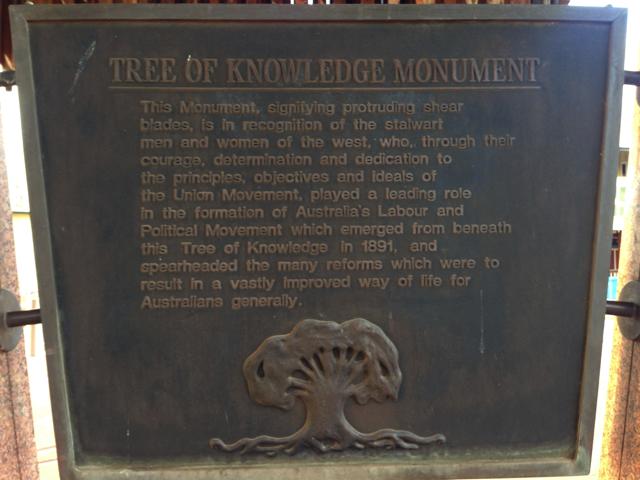 TREE OF KNOWLEDGE MONUMENT
This Monument, signifying protruding shear
blades, is in recognition of the stalwart
men and women of the west, who, through their
courage, determination and dedication to
the principles, objectives and ideals of
the Union Movement, played a leading role
in the formation of Australia's Labour and
Political Movement which emerged from beneath
this Tree of Knowledge in 1891, and
spearheaded the many reforms which were to
result in a vastly improved way of life for
Australians generally.